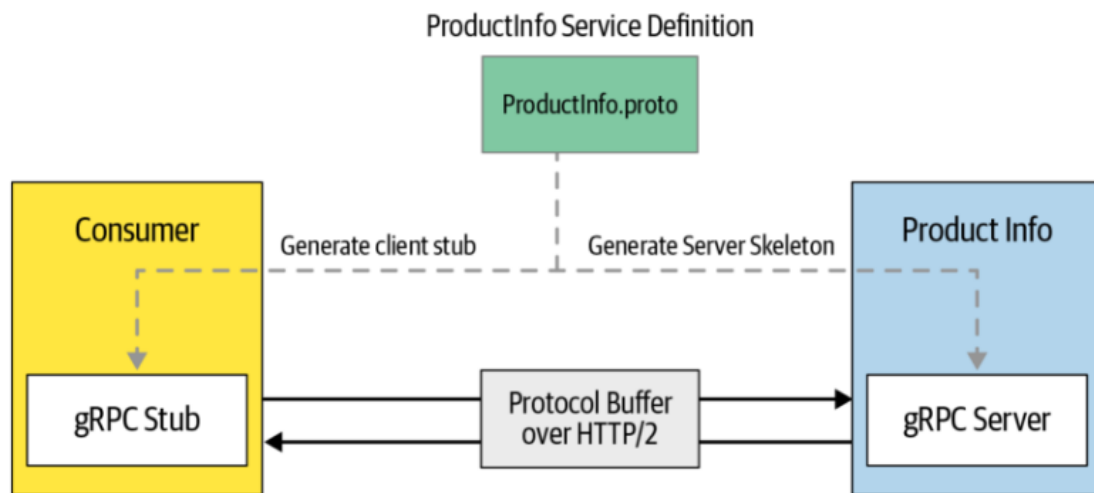 ProductInfo Service Definition
ProductInfo.proto
Consumer
Product Info
Generate client stub
Generate Server Skeleton
gRPC Stub
Protocol Buffer
over HTTP/2
gRPC Server